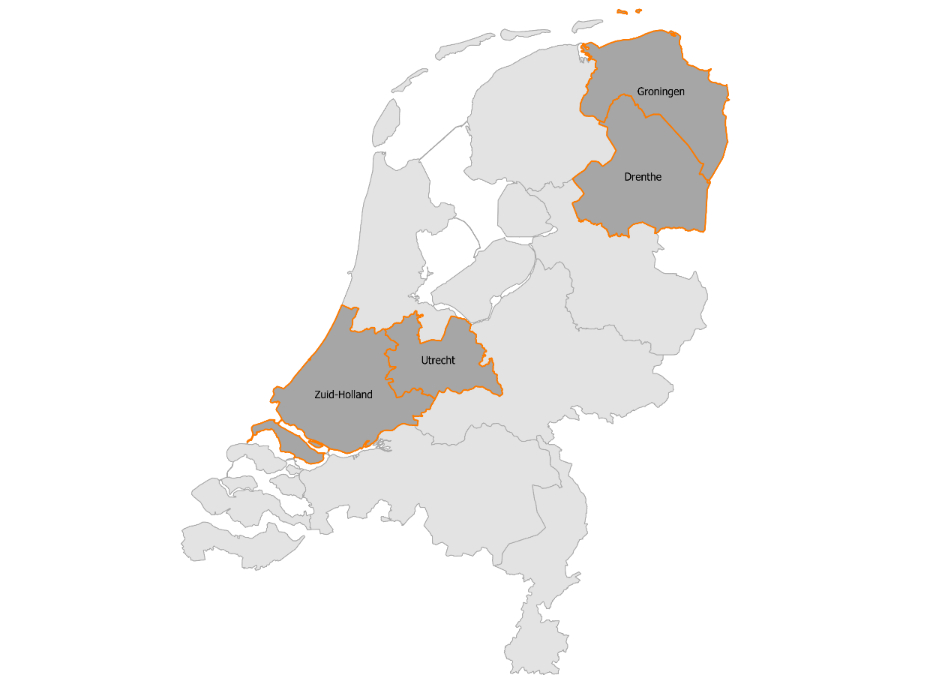 Groningen
Drenthe
Utrecht
Zuid-Holland